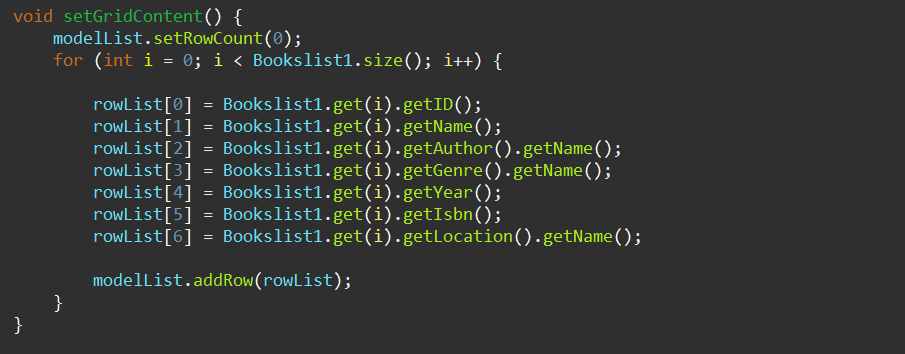 void setGridContent() {
    modelList.setRowCount(0);
    for (int i = 0; i < Bookslist1.size(); i++) {
        rowList[0] = Bookslist1.get(i).getID();
        rowList[1] = Bookslist1.get(i).getName();
        rowList[2] = Bookslist1.get(i).getAuthor().getName();
        rowList[3] = Bookslist1.get(i).getGenre().getName();
        rowList[4] = Bookslist1.get(i).getYear();
        rowList[5] = Bookslist1.get(i).getIsbn();
        rowList[6] = Bookslist1.get(i).getLocation().getName();
        modelList.addRow(rowList);
    }
}